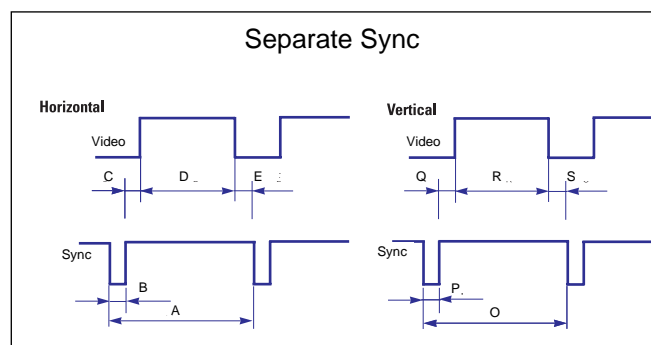 Separate Sync
Horizontal
Vertical
Video
Video
C D E
Q R S
Sync
Sync
B
P
A
O